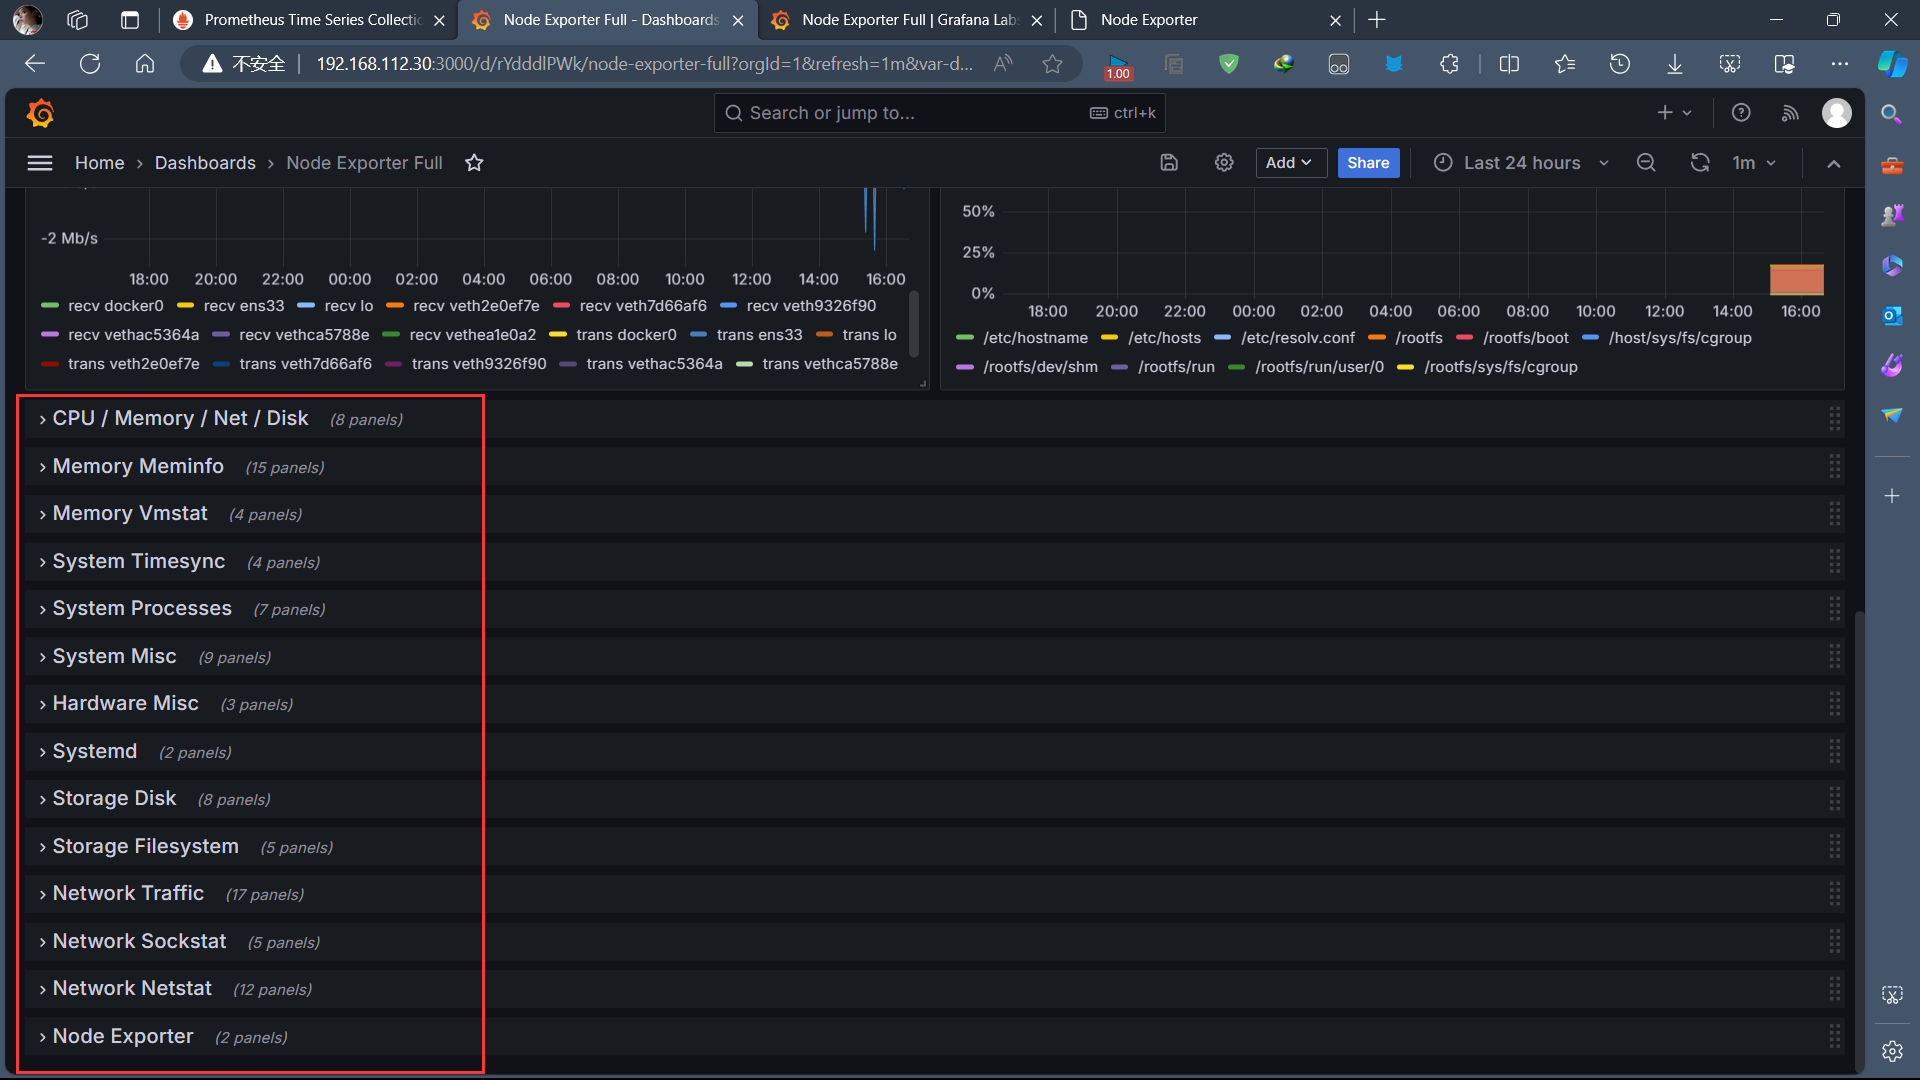 Prometheus Time Series Collectio
Node Exporter Full - Dashboards
Node Exporter Full | Grafana Labs
Node Exporter
不安全
192.168.112.30:3000/d/rYdddlPWk/node-exporter-full?orgId=1&refresh=1m&var-d...
1.00
Search or jump to...
ctrl+k
Home › Dashboards › Node Exporter Full
Add
Share
Last 24 hours
1m
-2 Mb/s
18:00 20:00 22:00 00:00 02:00 04:00 06:00 08:00 10:00 12:00 14:00 16:00
recv docker0 recv ens33 recv lo recv veth2e0ef7e recv veth7d66af6 recv veth9326f90
recv vethac5364a recv vethca5788e recv vethea1e0a2 trans docker0 trans ens33 trans lo
trans veth2e0ef7e trans veth7d66af6 trans veth9326f90 trans vethac5364a trans vethca5788e
50%
25%
0%
18:00 20:00 22:00 00:00 02:00 04:00 06:00 08:00 10:00 12:00 14:00 16:00
/etc/hostname /etc/hosts /etc/resolv.conf /rootfs /rootfs/boot /host/sys/fs/cgroup
/rootfs/dev/shm /rootfs/run /rootfs/run/user/0 /rootfs/sys/fs/cgroup
CPU / Memory / Net / Disk (8 panels)
Memory Meminfo (15 panels)
Memory Vmstat (4 panels)
System Timesync (4 panels)
System Processes (7 panels)
System Misc (9 panels)
Hardware Misc (3 panels)
Systemd (2 panels)
Storage Disk (8 panels)
Storage Filesystem (5 panels)
Network Traffic (17 panels)
Network Sockstat (5 panels)
Network Netstat (12 panels)
Node Exporter (2 panels)